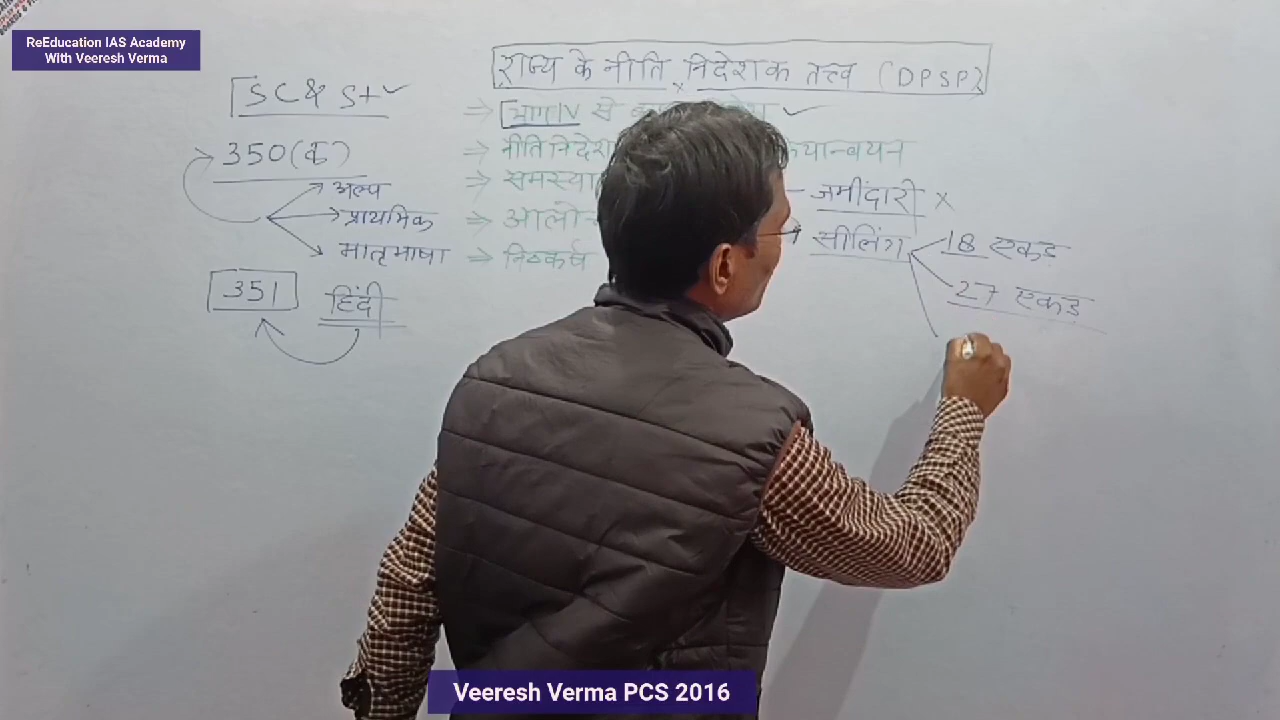 ReEducation IAS Academy
With Veeresh Verma
राज्य के नीति निदेशक तत्त्व (DPSP)
SC & St ✓
⇒ भाग IV से ✓
350 (क)
⇒ नीति निदेश
⇒ समस्या
अल्प
जमींदारी ×
प्राथमिक
⇒ आलोच
सीलिंग
18 एकड
मातृभाषा
⇒ निष्कर्ष
27 एकड
351
हिंदी
Veeresh Verma PCS 2016